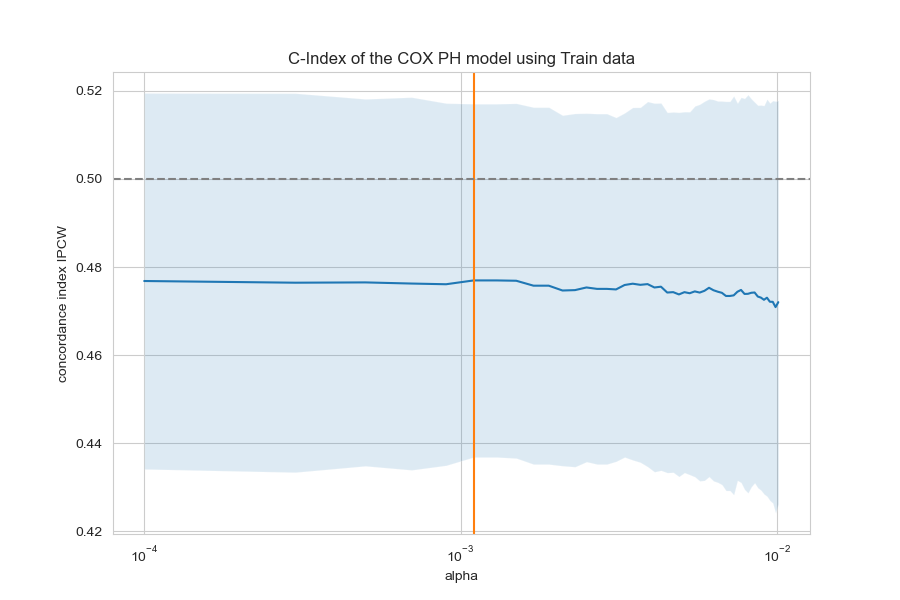 C-Index of the COX PH model using Train data
concordance index IPCW
0.52
0.50
0.48
0.46
0.44
0.42
10⁻⁴ 10⁻³ 10⁻²
alpha